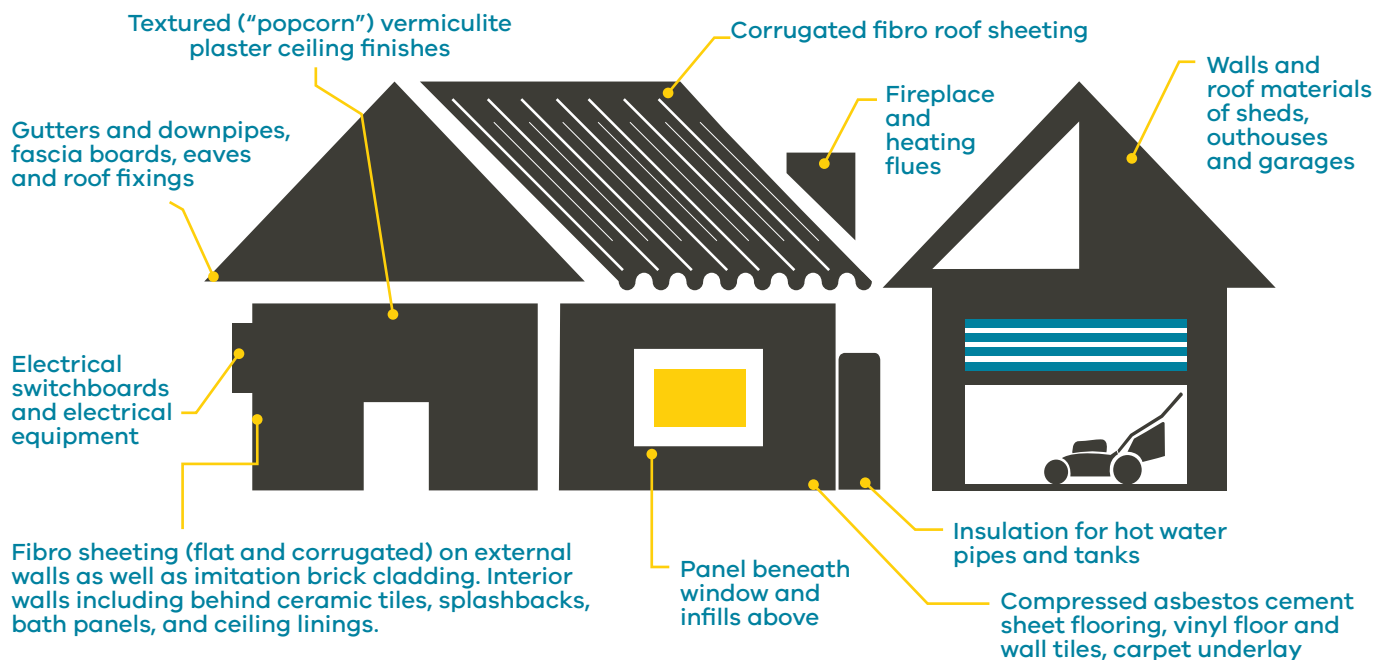 Textured (“popcorn”) vermiculite
plaster ceiling finishes
Corrugated fibro roof sheeting
Walls and
roof materials
of sheds,
outhouses
and garages
Fireplace
and
heating
flues
Gutters and downpipes,
fascia boards, eaves
and roof fixings
Electrical
switchboards
and electrical
equipment
Fibro sheeting (flat and corrugated) on external
walls as well as imitation brick cladding. Interior
walls including behind ceramic tiles, splashbacks,
bath panels, and ceiling linings.
Panel beneath
window and
infills above
Insulation for hot water
pipes and tanks
Compressed asbestos cement
sheet flooring, vinyl floor and
wall tiles, carpet underlay